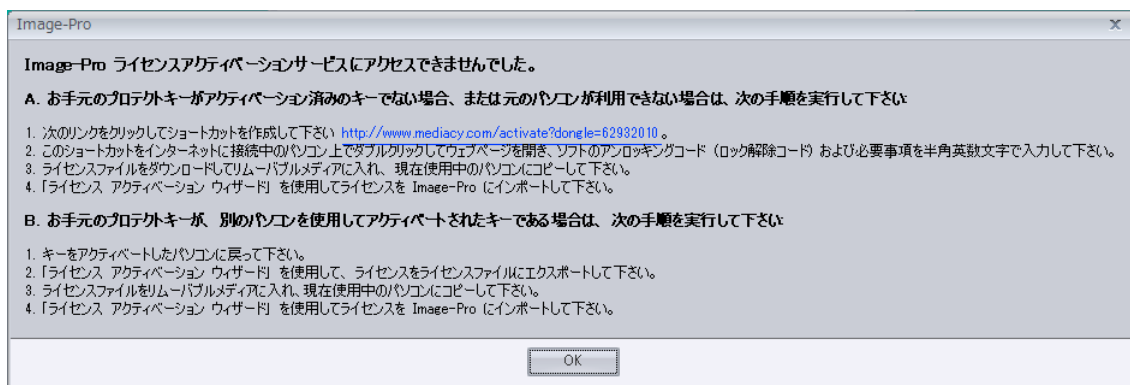 Image-Pro
Image-Pro ライセンスアクティベーションサービスにアクセスできませんでした。
A. お手元のプロテクトキーがアクティベーション済みのキーでない場合、または元のパソコンが利用できない場合は、次の手順を実行して下さい:
1. 次のリンクをクリックしてショートカットを作成して下さい http://www.mediacy.com/activate?dongle=62932010 。
2. このショートカットをインターネットに接続中のパソコン上でダブルクリックしてウェブページを開き、ソフトのアンロッキングコード（ロック解除コード）および必要事項を半角英数文字で入力して下さい。
3. ライセンスファイルをダウンロードしてリムーバブルメディアに入れ、現在使用中のパソコンにコピーして下さい。
4. 「ライセンス アクティベーション ウィザード」を使用してライセンスを Image-Pro にインポートして下さい。
B. お手元のプロテクトキーが、別のパソコンを使用してアクティベートされたキーである場合は、次の手順を実行して下さい:
1. キーをアクティベートしたパソコンに戻って下さい。
2. 「ライセンス アクティベーション ウィザード」を使用して、ライセンスをライセンスファイルにエクスポートして下さい。
3. ライセンスファイルをリムーバブルメディアに入れ、現在使用中のパソコンにコピーして下さい。
4. 「ライセンス アクティベーション ウィザード」を使用してライセンスを Image-Pro にインポートして下さい。
OK